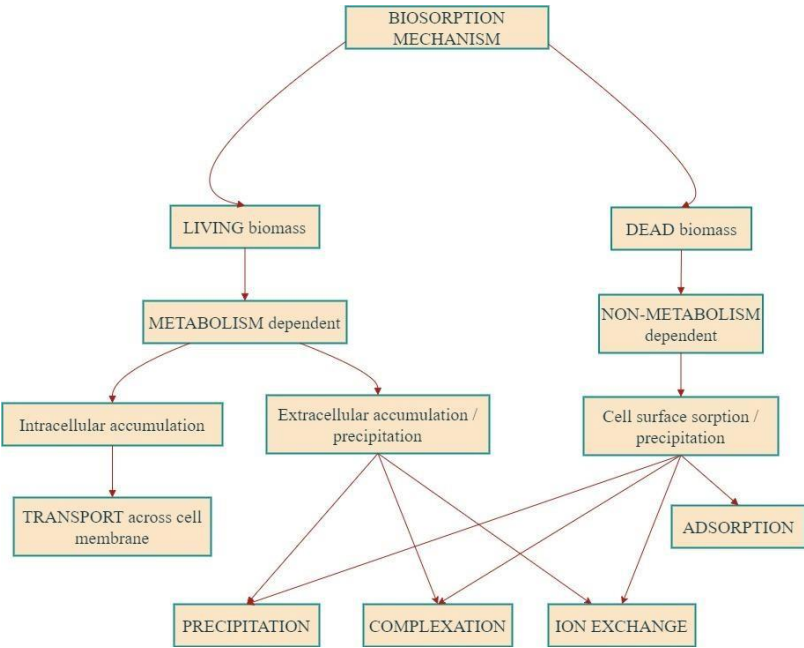 BIOSORPTION
MECHANISM
LIVING biomass
DEAD biomass
METABOLISM dependent
NON-METABOLISM
dependent
Intracellular accumulation
Extracellular accumulation /
precipitation
Cell surface sorption /
precipitation
TRANSPORT across cell
membrane
ADSORPTION
PRECIPITATION
COMPLEXATION
ION EXCHANGE